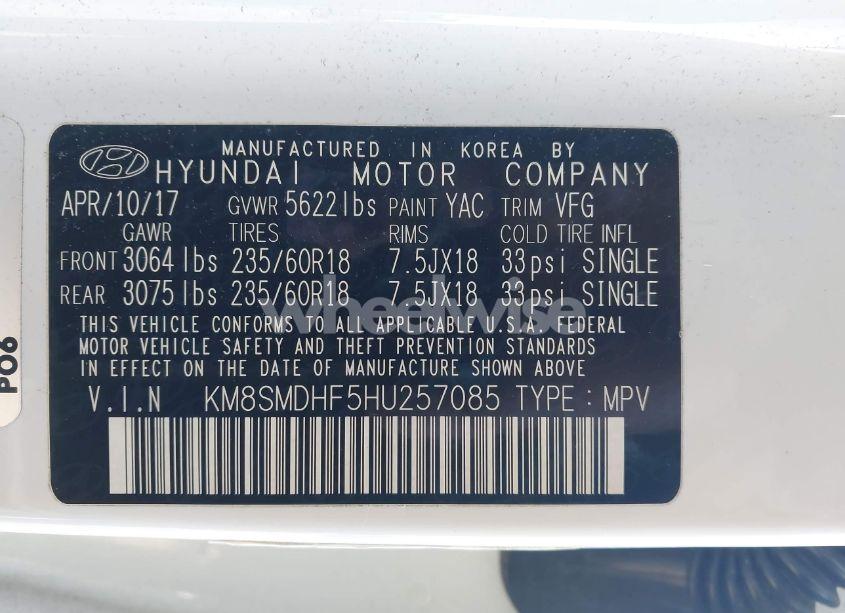 MANUFACTURED IN KOREA BY
HYUNDAI MOTOR COMPANY
APR/10/17 GVWR 5622lbs PAINT YAC TRIM VFG
GAWR TIRES RIMS COLD TIRE INFL
FRONT 3064lbs 235/60R18 7.5JX18 33psi SINGLE
REAR 3075lbs 235/60R18 7.5JX18 33psi SINGLE
wheelwise
THIS VEHICLE CONFORMS TO ALL APPLICABLE U.S.A. FEDERAL
MOTOR VEHICLE SAFETY AND THEFT PREVENTION STANDARDS
IN EFFECT ON THE DATE OF MANUFACTURE SHOWN ABOVE
V.I.N KM8SMDHF5HU257085 TYPE : MPV
P06